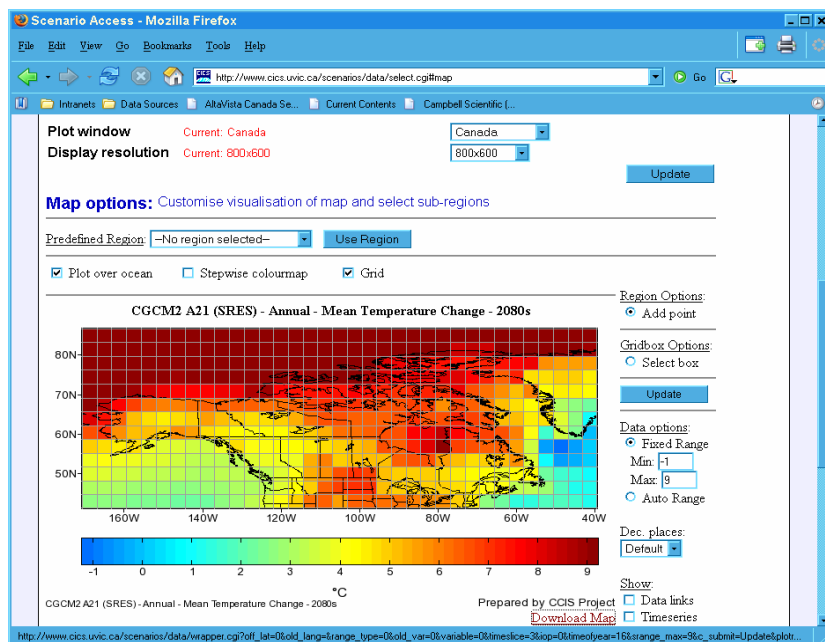 Scenario Access - Mozilla Firefox
File Edit View Go Bookmarks Tools Help
http://www.cics.uvic.ca/scenarios/data/select.cgi#map
Go
G
Intranets Data Sources AltaVista Canada Se... Current Contents Campbell Scientific (...
Plot window Current: Canada Canada
Display resolution Current: 800x600 800x600
Update
Map options: Customise visualisation of map and select sub-regions
Predefined Region: --No region selected-- Use Region
Plot over ocean Stepwise colourmap Grid
CGCM2 A21 (SRES) - Annual - Mean Temperature Change - 2080s
80N
70N
60N
50N
160W 140W 120W 100W 80W 60W 40W
-1 0 1 2 3 4 5 6 7 8 9
°C
CGCM2 A21 (SRES) - Annual - Mean Temperature Change - 2080s
Prepared by CCIS Project
Download Map
Region Options:
Add point
Gridbox Options:
Select box
Update
Data options:
Fixed Range
Min: -1
Max: 9
Auto Range
Dec. places:
Default
Show:
Data links
Timeseries
http://www.cics.uvic.ca/scenarios/data/wrapper.cgi?off_lat=0&old_lang=&range_type=0&old_var=0&variable=0&timeslice=3&iop=0&timeofyear=16&srange_max=9&c_submit=Update&plotr...